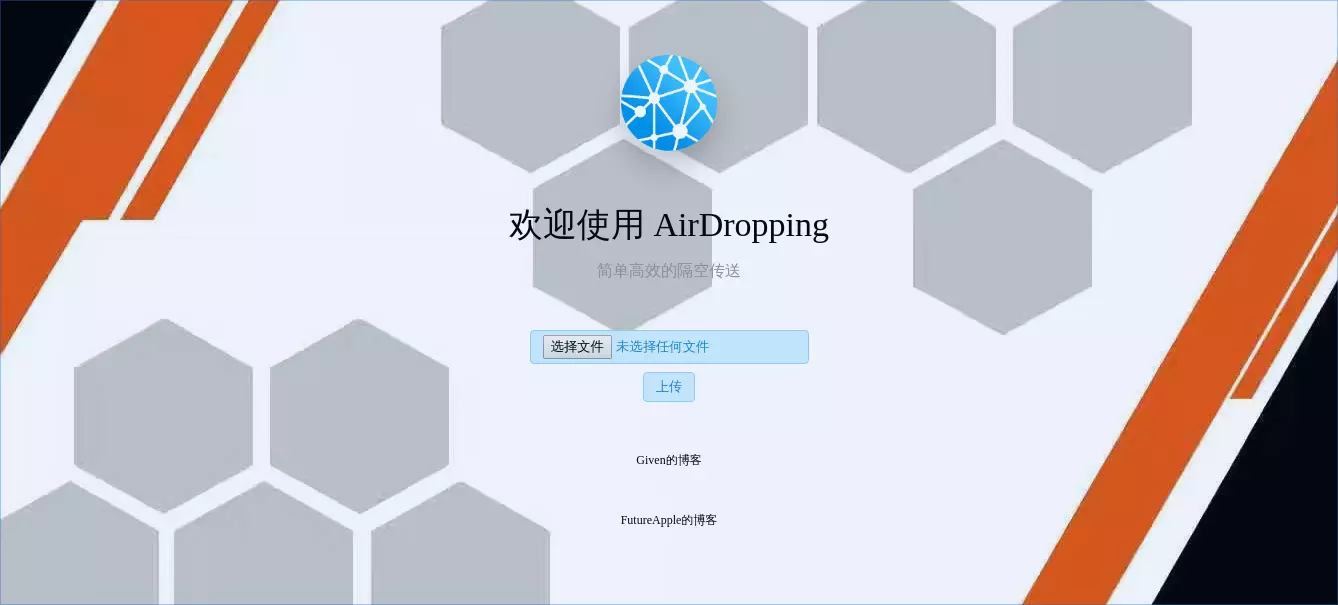 欢迎使用 AirDropping
简单高效的隔空传送
选择文件 未选择任何文件
上传
Given的博客
FutureApple的博客